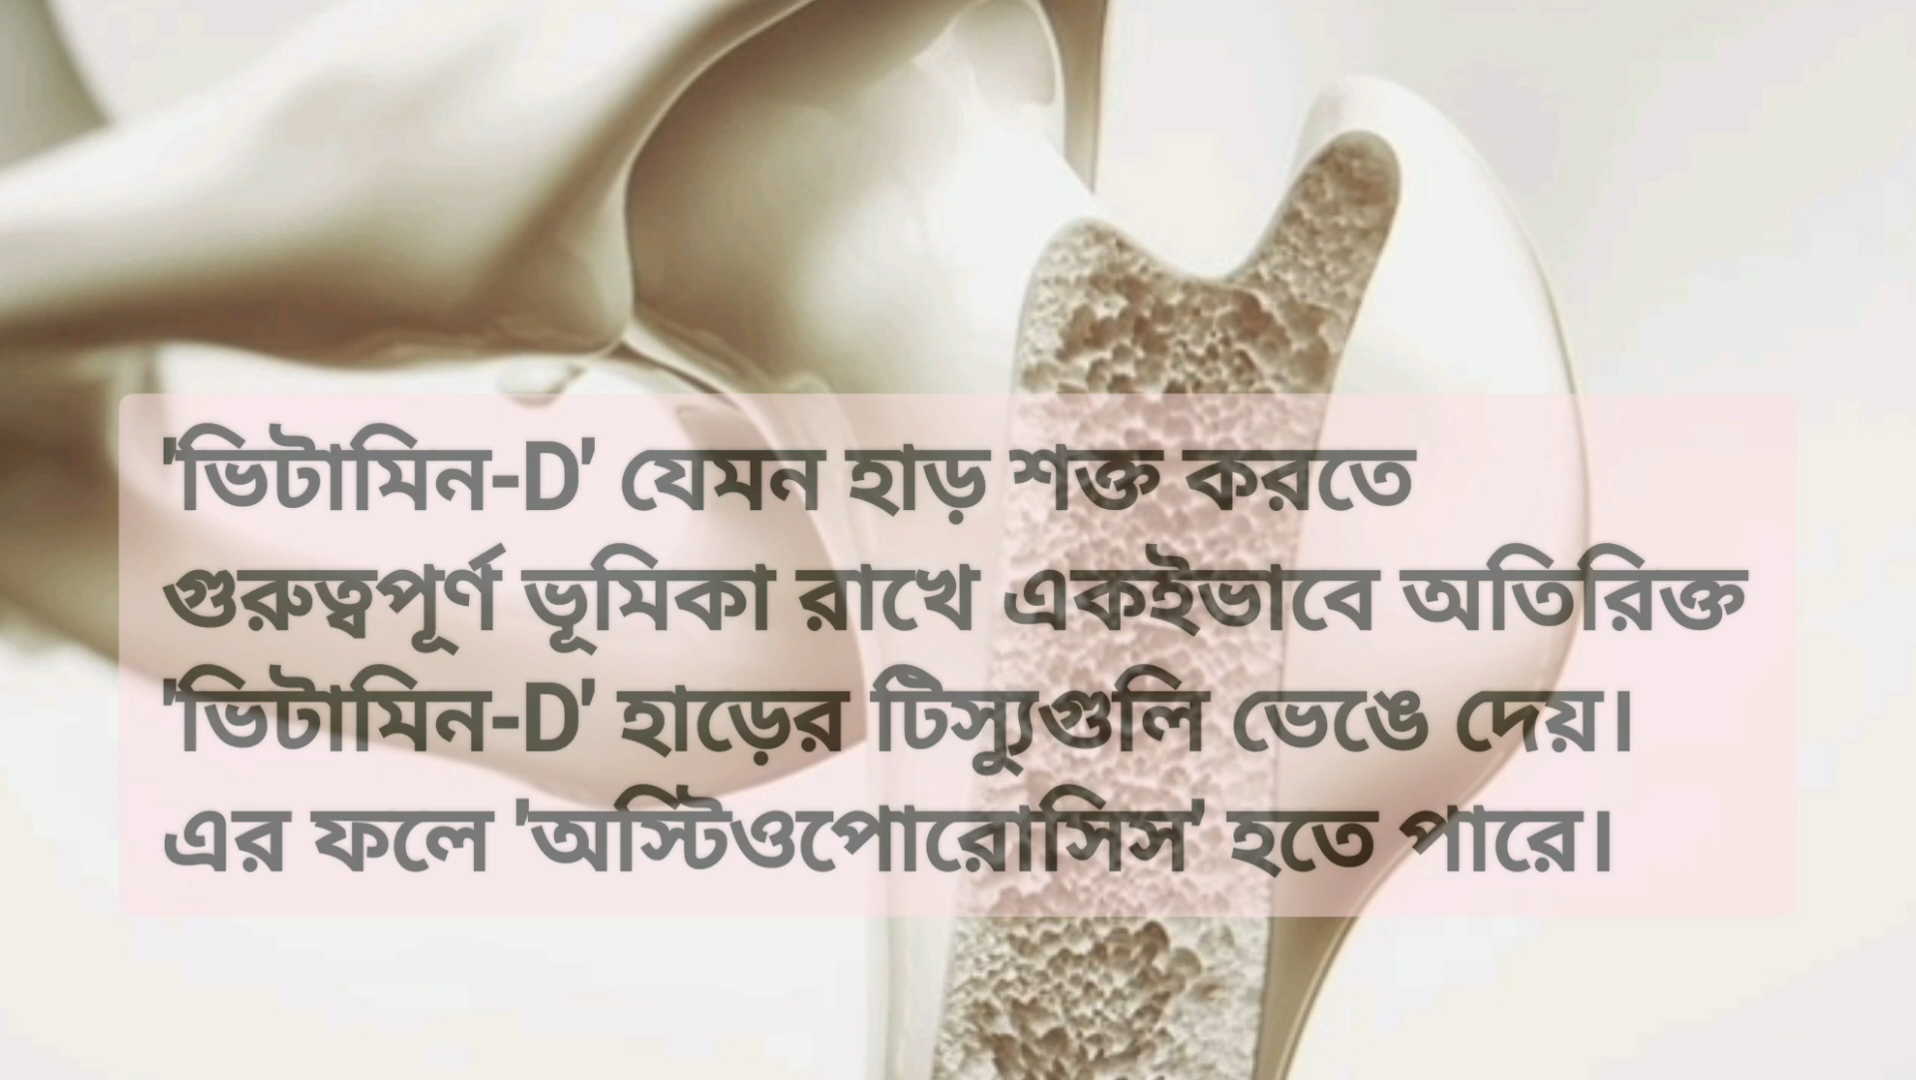 'ভিটামিন-D' যেমন হাড় শক্ত করতে
গুরুত্বপূর্ণ ভূমিকা রাখে একইভাবে অতিরিক্ত
'ভিটামিন-D' হাড়ের টিস্যুগুলি ভেঙে দেয়।
এর ফলে 'অস্টিওপোরোসিস' হতে পারে।